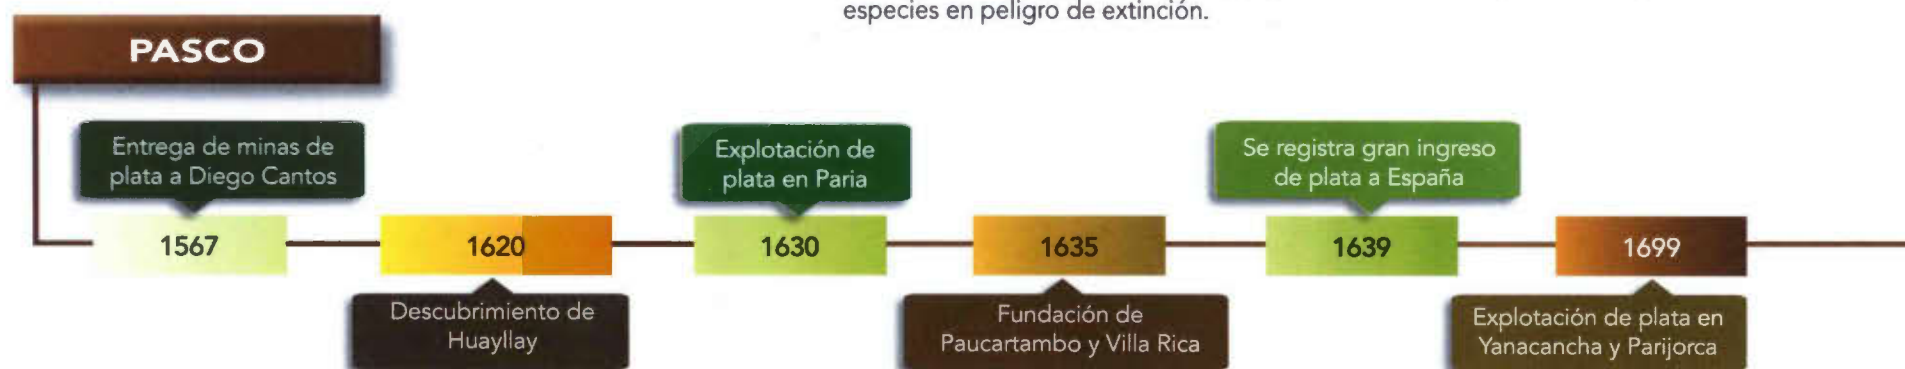 especies en peligro de extinción.
PASCO
Entrega de minas de
plata a Diego Cantos
Explotación de
plata en Paria
Se registra gran ingreso
de plata a España
1567
1620
1630
1635
1639
1699
Descubrimiento de
Huayllay
Fundación de
Paucartambo y Villa Rica
Explotación de plata en
Yanacancha y Parijorca